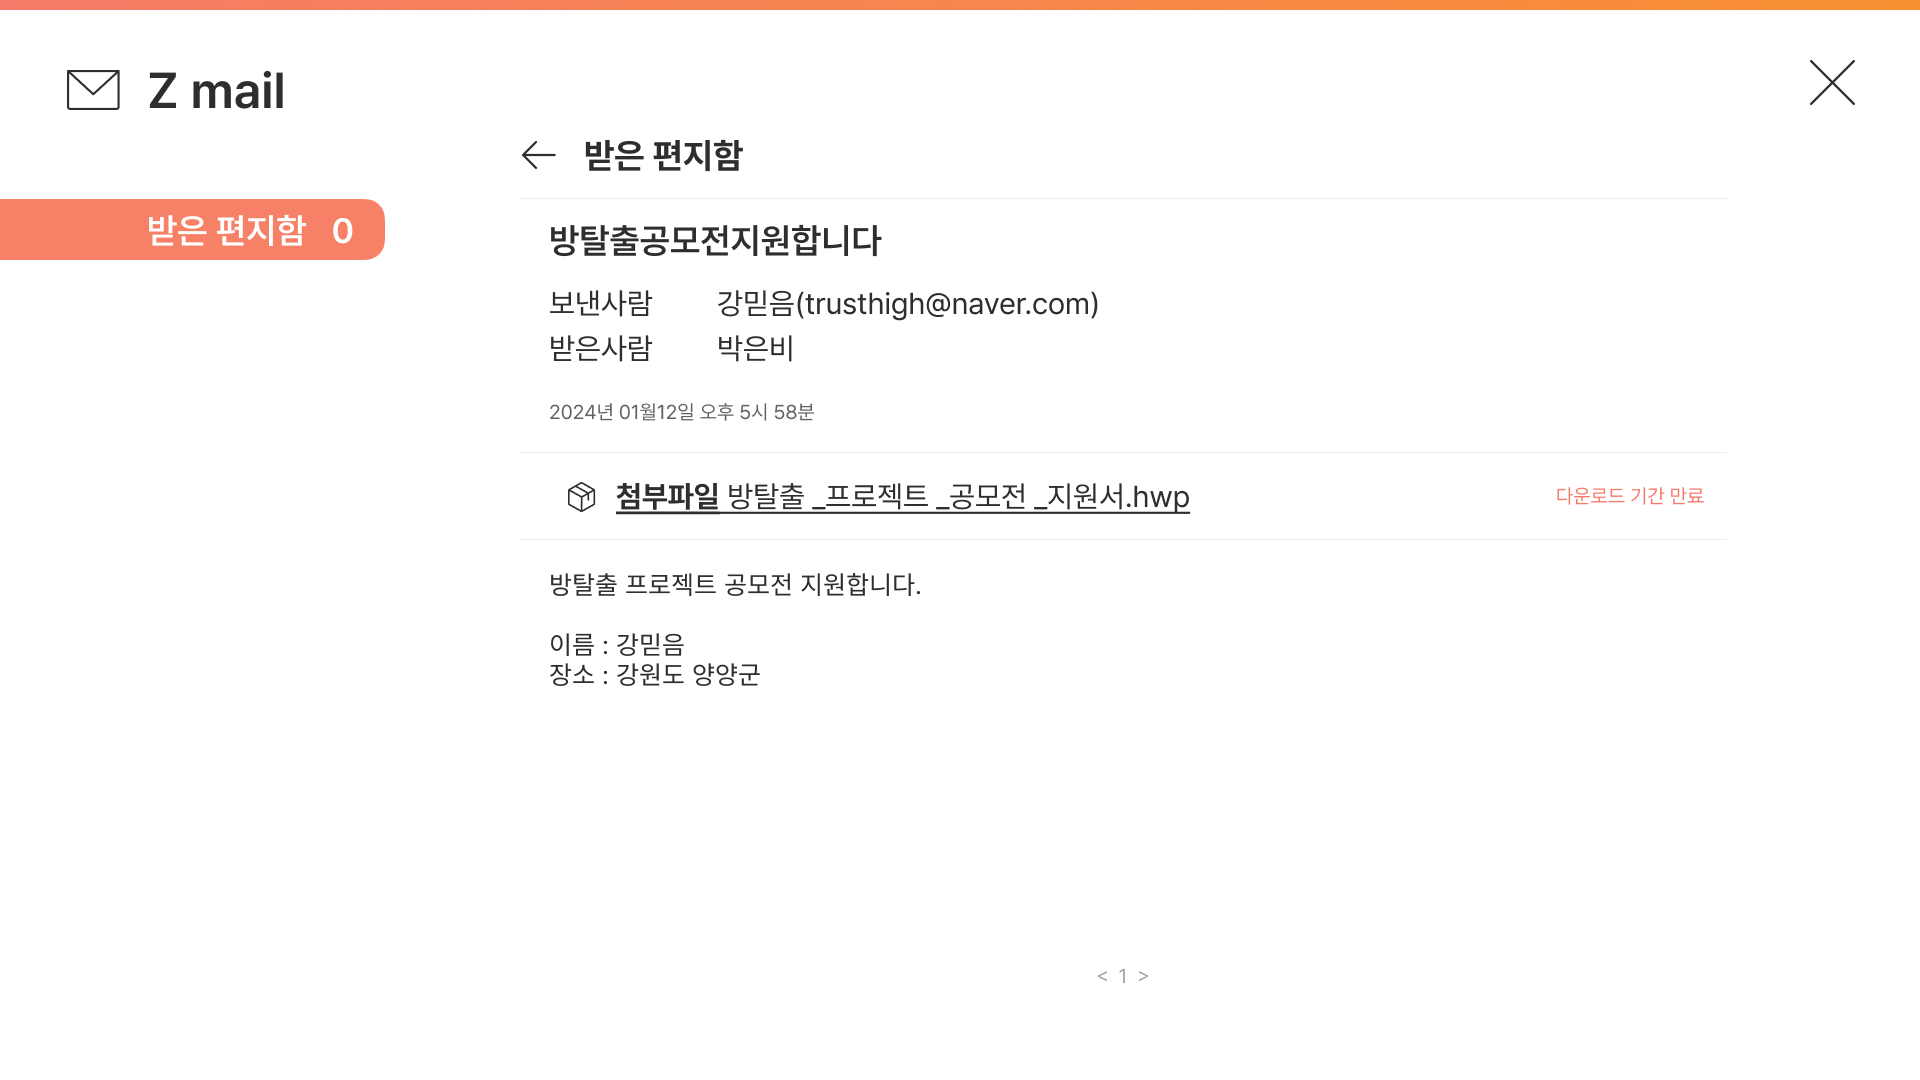 Z mail
받은 편지함
받은 편지함 0
방탈출공모전지원합니다
보낸사람 강믿음(trusthigh@naver.com)
받은사람 박은비
2024년 01월12일 오후 5시 58분
첨부파일 방탈출 _프로젝트 _공모전 _지원서.hwp 다운로드 기간 만료
방탈출 프로젝트 공모전 지원합니다.
이름 : 강믿음
장소 : 강원도 양양군
< 1 >